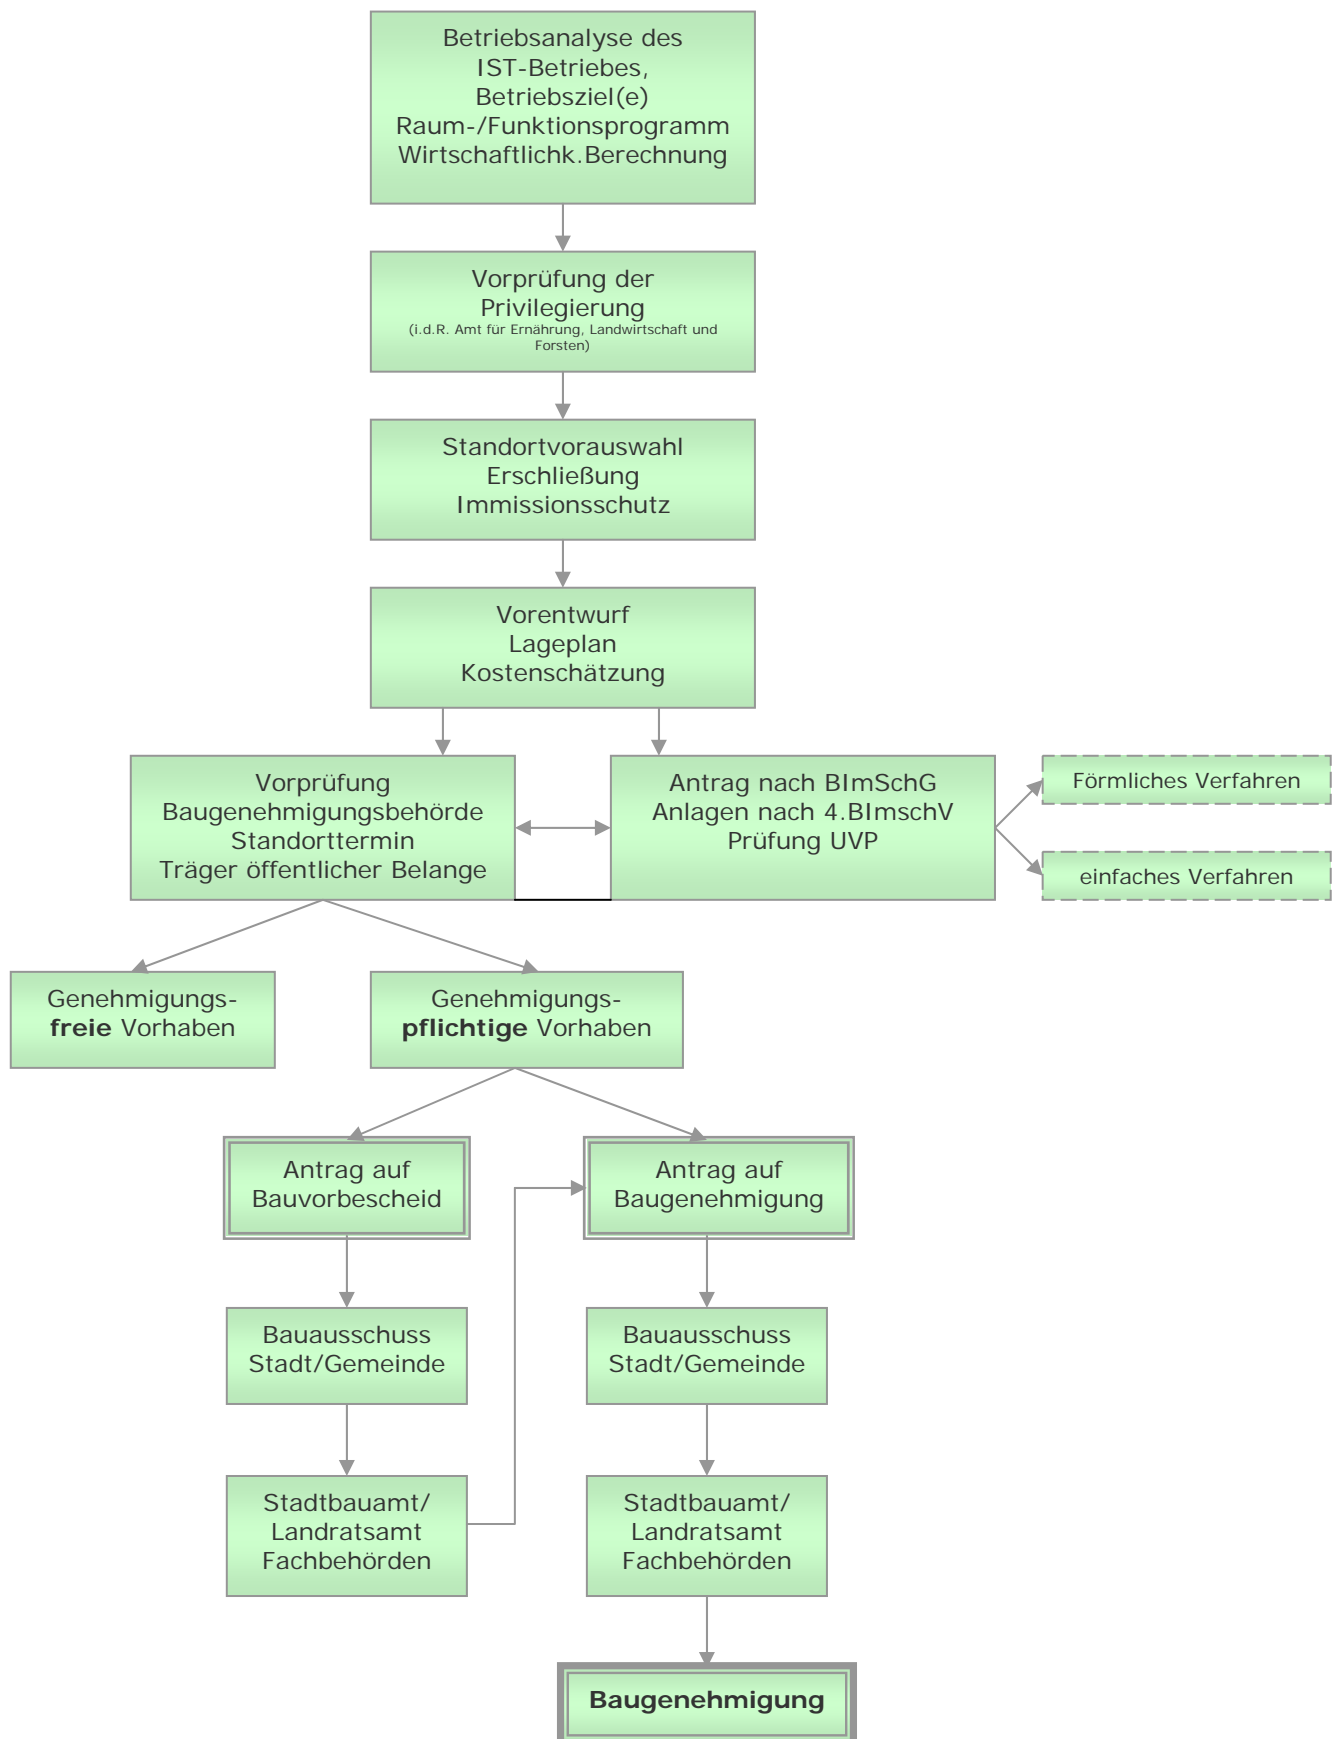 Betriebsanalyse des
IST-Betriebes,
Betriebsziel(e)
Raum-/Funktionsprogramm
Wirtschaftlichk.Berechnung
Vorprüfung der
Privilegierung
(i.d.R. Amt für Ernährung, Landwirtschaft und
Forsten)
Standortvorauswahl
Erschließung
Immissionsschutz
Vorentwurf
Lageplan
Kostenschätzung
Vorprüfung
Baugenehmigungsbehörde
Standorttermin
Träger öffentlicher Belange
Antrag nach BImSchG
Anlagen nach 4.BImschV
Prüfung UVP
Förmliches Verfahren
einfaches Verfahren
Genehmigungs-
freie Vorhaben
Genehmigungs-
pflichtige Vorhaben
Antrag auf
Bauvorbescheid
Antrag auf
Baugenehmigung
Bauausschuss
Stadt/Gemeinde
Bauausschuss
Stadt/Gemeinde
Stadtbauamt/
Landratsamt
Fachbehörden
Stadtbauamt/
Landratsamt
Fachbehörden
Baugenehmigung